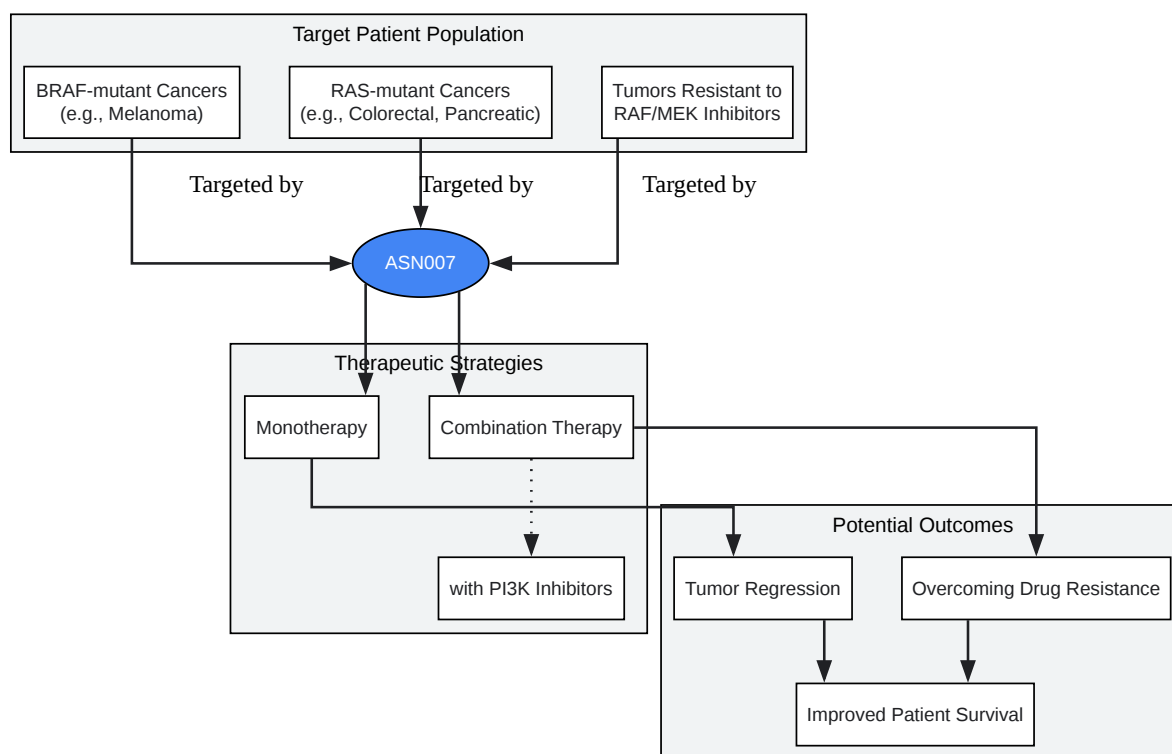 Target Patient Population
BRAF-mutant Cancers
(e.g., Melanoma)
RAS-mutant Cancers
(e.g., Colorectal, Pancreatic)
Tumors Resistant to
RAF/MEK Inhibitors
Targeted by
Targeted by
Targeted by
ASN007
Therapeutic Strategies
Monotherapy
Combination Therapy
with PI3K Inhibitors
Potential Outcomes
Tumor Regression
Overcoming Drug Resistance
Improved Patient Survival